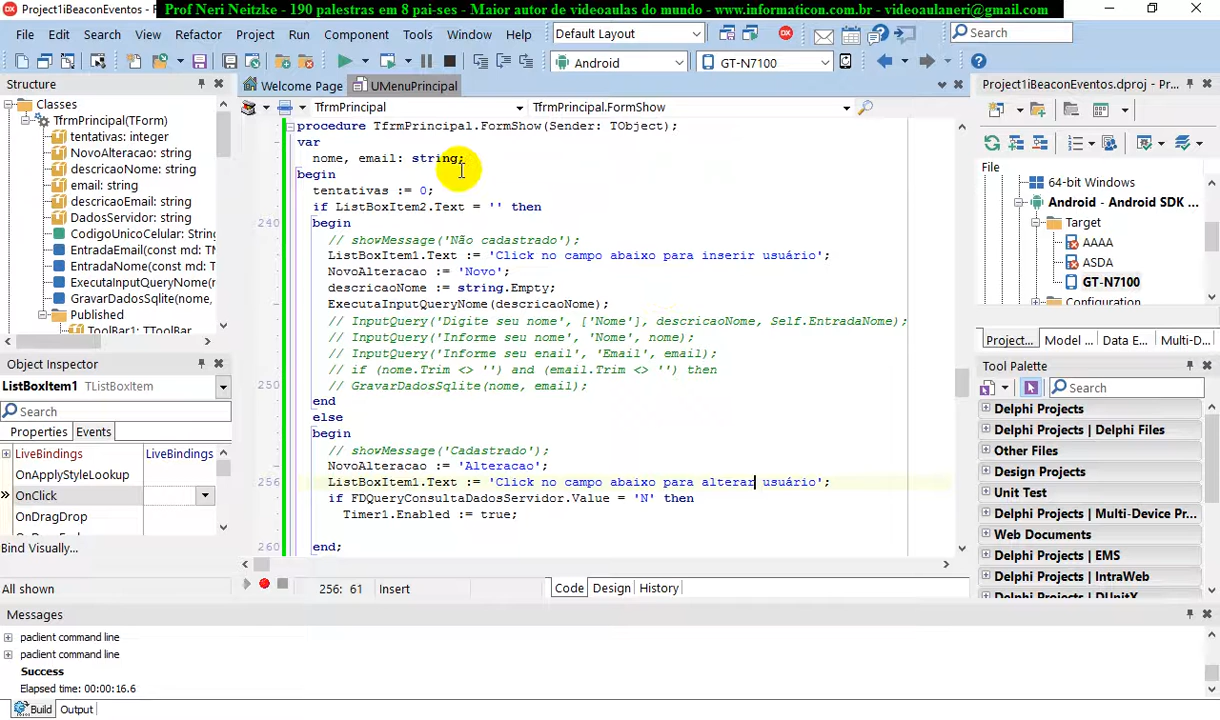 Project1iBeaconEventos - P
Prof Neri Neitzke - 190 palestras em 8 pai-ses - Maior autor de videoaulas do mundo - www.informaticon.com.br - videoaulaneri@gmail.com
File Edit Search View Refactor Project Run Component Tools Window Help
Default Layout
Search
Android
GT-N7100
Structure
Classes
TfrmPrincipal(TForm)
tentativas: integer
NovoAlteracao: string
descricaoNome: string
email: string
descricaoEmail: string
DadosServidor: string
CodigoUnicoCelular: String
EntradaEmail(const md: TM
EntradaNome(const md: T
ExecutaInputQueryNome(r
GravarDadosSqlite(nome,
Published
ToolBar1: TToolBar
Object Inspector
ListBoxItem1 TListBoxItem
Search
Properties Events
LiveBindings LiveBindings
OnApplyStyleLookup
OnClick
OnDragDrop
Bind Visually...
All shown
Welcome Page UMenuPrincipal
TfrmPrincipal TfrmPrincipal.FormShow
procedure TfrmPrincipal.FormShow(Sender: TObject);
var
nome, email: string;
begin
tentativas := 0;
if ListBoxItem2.Text = '' then
240 begin
// showMessage('Não cadastrado');
ListBoxItem1.Text := 'Click no campo abaixo para inserir usuário';
NovoAlteracao := 'Novo';
descricaoNome := string.Empty;
ExecutaInputQueryNome(descricaoNome);
// InputQuery('Digite seu nome', ['Nome'], descricaoNome, Self.EntradaNome);
// InputQuery('Informe seu nome', 'Nome', nome);
// InputQuery('Informe seu enail', 'Email', email);
// if (nome.Trim <> '') and (email.Trim <> '') then
250 // GravarDadosSqlite(nome, email);
end
else
begin
// showMessage('Cadastrado');
NovoAlteracao := 'Alteracao';
256 ListBoxItem1.Text := 'Click no campo abaixo para alterar usuário';
if FDQueryConsultaDadosServidor.Value = 'N' then
Timer1.Enabled := true;
260 end;
256: 61 Insert
Code Design History
Project1iBeaconEventos.dproj - Pr...
File
64-bit Windows
Android - Android SDK ...
Target
AAAA
ASDA
GT-N7100
Configuration
Project... Model ... Data E... Multi-D...
Tool Palette
Search
Delphi Projects
Delphi Projects | Delphi Files
Other Files
Design Projects
Unit Test
Delphi Projects | Multi-Device Pr...
Web Documents
Delphi Projects | EMS
Delphi Projects | IntraWeb
Delphi Projects | DUnitX
Messages
paclient command line
paclient command line
Success
Elapsed time: 00:00:16.6
Build Output